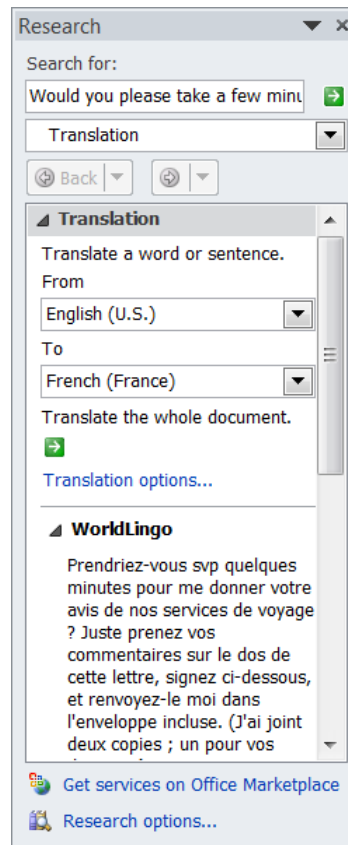 Research
Search for:
Would you please take a few minu
Translation
Back
Translation
Translate a word or sentence.
From
English (U.S.)
To
French (France)
Translate the whole document.
Translation options...
WorldLingo
Prendriez-vous svp quelques
minutes pour me donner votre
avis de nos services de voyage
? Juste prenez vos
commentaires sur le dos de
cette lettre, signez ci-dessous,
et renvoyez-le moi dans
l'enveloppe incluse. (J'ai joint
deux copies ; un pour vos
Get services on Office Marketplace
Research options...